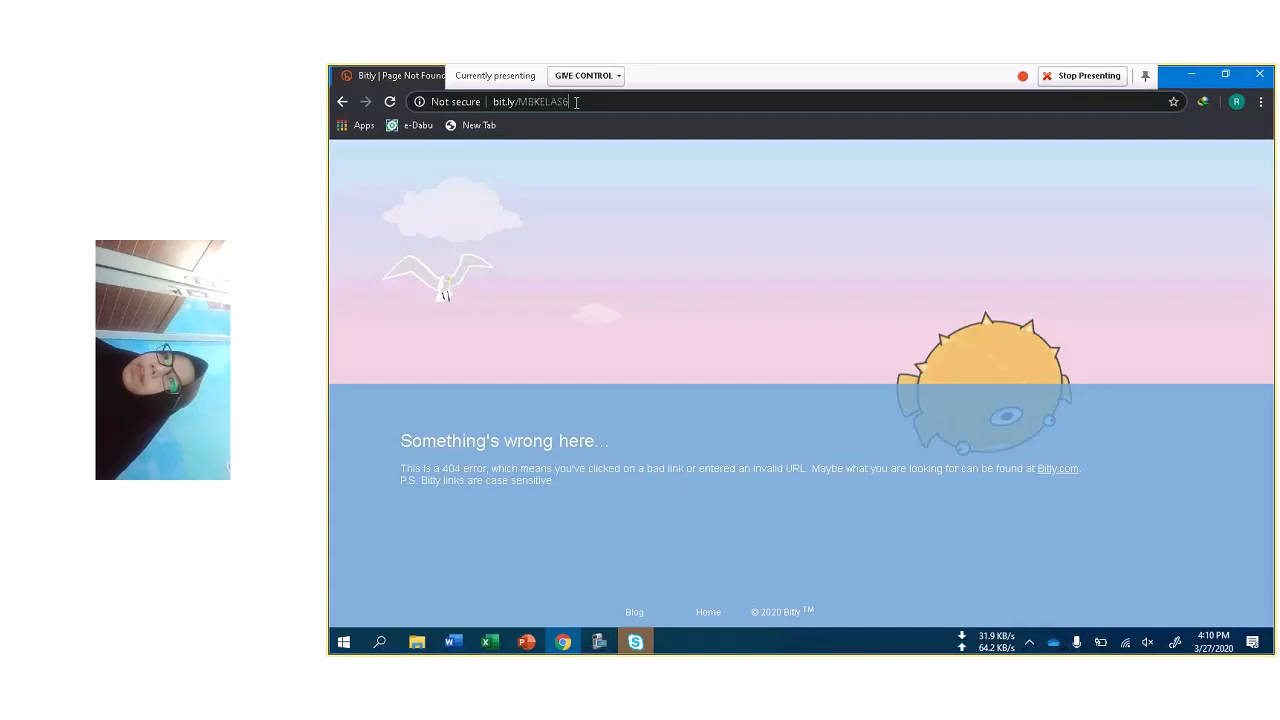 Bitly | Page Not Found
Currently presenting
GIVE CONTROL
Stop Presenting
Not secure
bit.ly/MBKELAS6
Apps
e-Dabu
New Tab
R
Something's wrong here...
This is a 404 error, which means you've clicked on a bad link or entered an invalid URL. Maybe what you are looking for can be found at Bitly.com.
P.S. Bitly links are case sensitive
Blog
Home
© 2020 Bitly TM
31.9 KB/s
64.2 KB/s
4:10 PM
3/27/2020